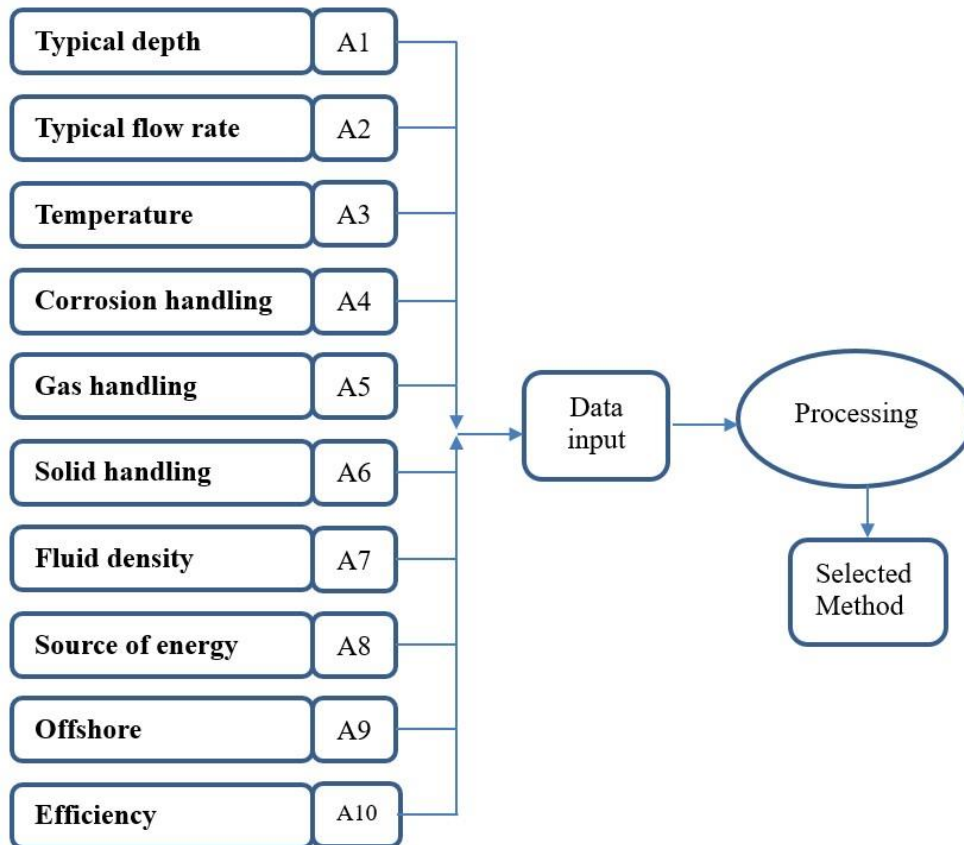 Typical depth A1
Typical flow rate A2
Temperature A3
Corrosion handling A4
Gas handling A5
Solid handling A6
Fluid density A7
Source of energy A8
Offshore A9
Efficiency A10
Data
input
Processing
Selected
Method